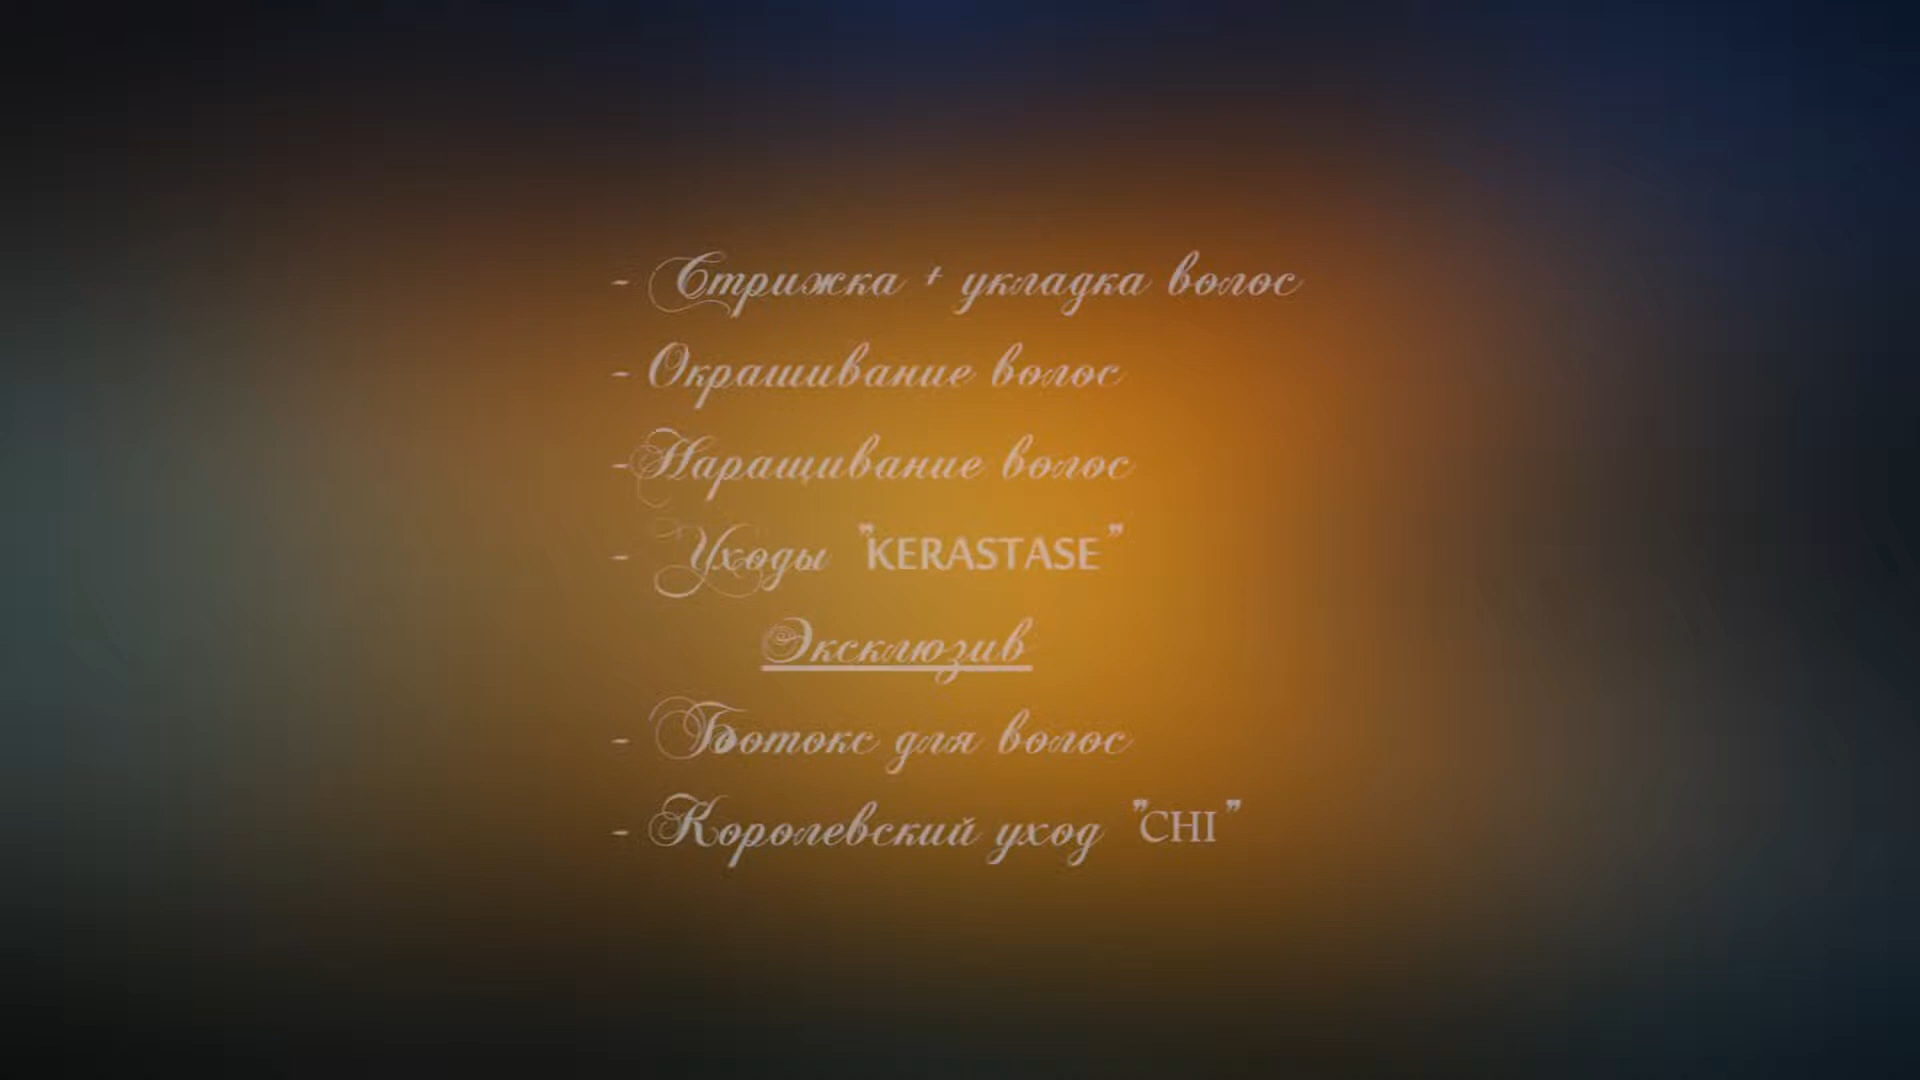 - Стрижка + укладка волос
- Окрашивание волос
- Наращивание волос
- Уходы "KERASTASE"
Эксклюзив
- Ботокс для волос
- Королевский уход "CHI"